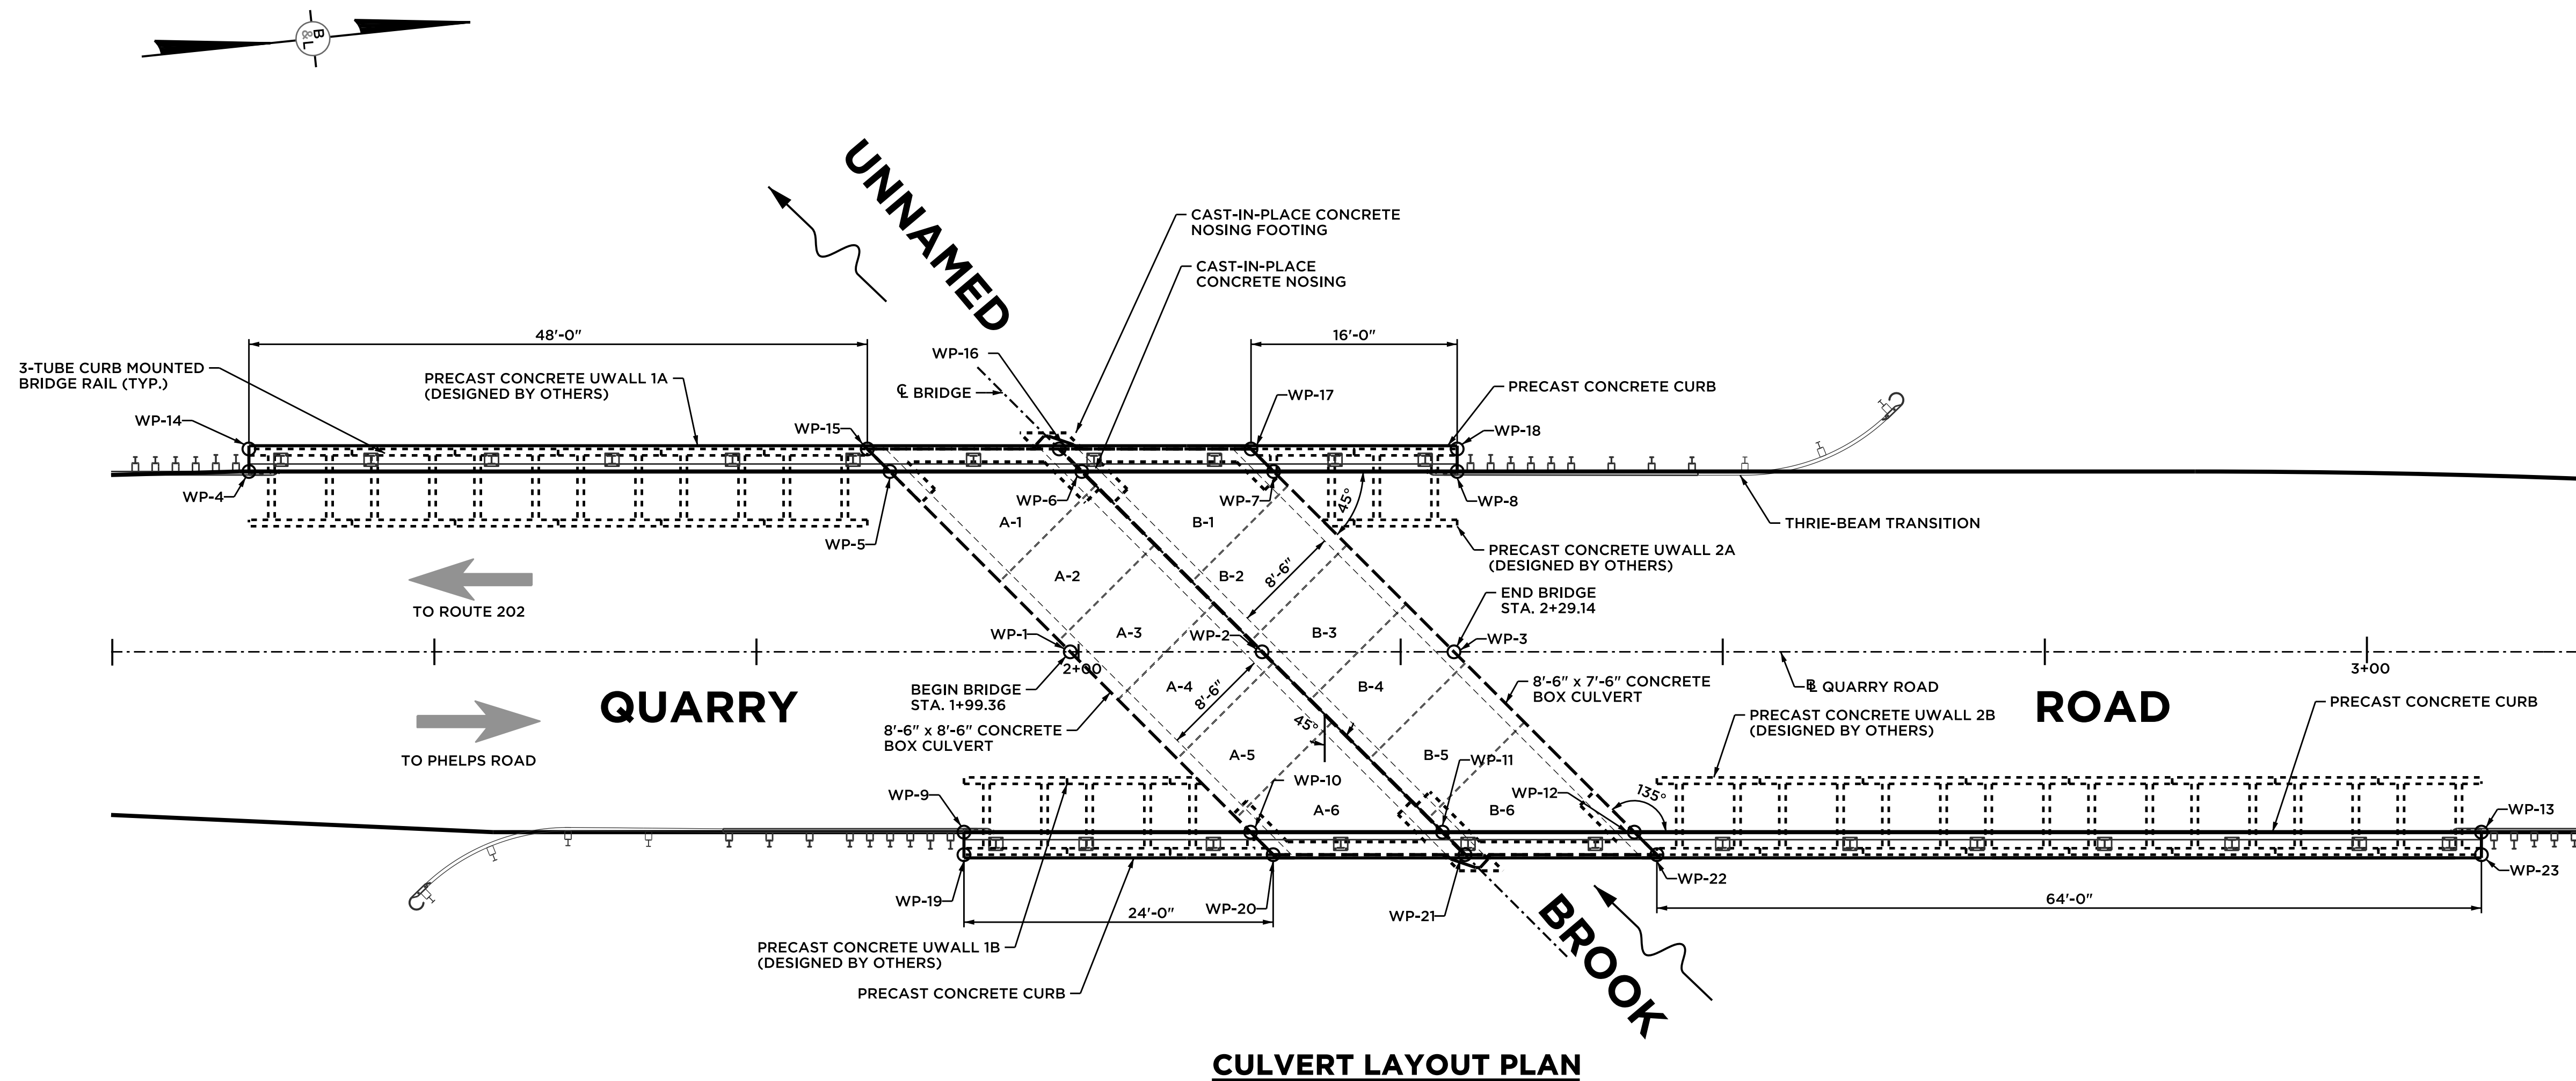 B
&
L
UNNAMED
CAST-IN-PLACE CONCRETE
NOSING FOOTING
CAST-IN-PLACE
CONCRETE NOSING
48'-0"
16'-0"
WP-16
3-TUBE CURB MOUNTED
BRIDGE RAIL (TYP.)
PRECAST CONCRETE UWALL 1A
(DESIGNED BY OTHERS)
℄ BRIDGE
WP-17
PRECAST CONCRETE CURB
WP-14
WP-15
WP-18
WP-4
WP-6
WP-7
WP-8
45°
A-1
B-1
THRIE-BEAM TRANSITION
WP-5
PRECAST CONCRETE UWALL 2A
(DESIGNED BY OTHERS)
A-2
B-2
8'-6"
TO ROUTE 202
END BRIDGE
STA. 2+29.14
WP-1
A-3
WP-2
B-3
WP-3
2+00
3+00
BEGIN BRIDGE
STA. 1+99.36
A-4
8'-6"
B-4
8'-6" x 7'-6" CONCRETE
BOX CULVERT
BL QUARRY ROAD
QUARRY
ROAD
PRECAST CONCRETE CURB
8'-6" x 8'-6" CONCRETE
BOX CULVERT
45°
PRECAST CONCRETE UWALL 2B
(DESIGNED BY OTHERS)
TO PHELPS ROAD
A-5
B-5
WP-11
WP-10
WP-9
WP-12
135°
A-6
B-6
WP-13
WP-23
WP-22
WP-19
24'-0"
WP-20
WP-21
64'-0"
BROOK
PRECAST CONCRETE UWALL 1B
(DESIGNED BY OTHERS)
PRECAST CONCRETE CURB
CULVERT LAYOUT PLAN